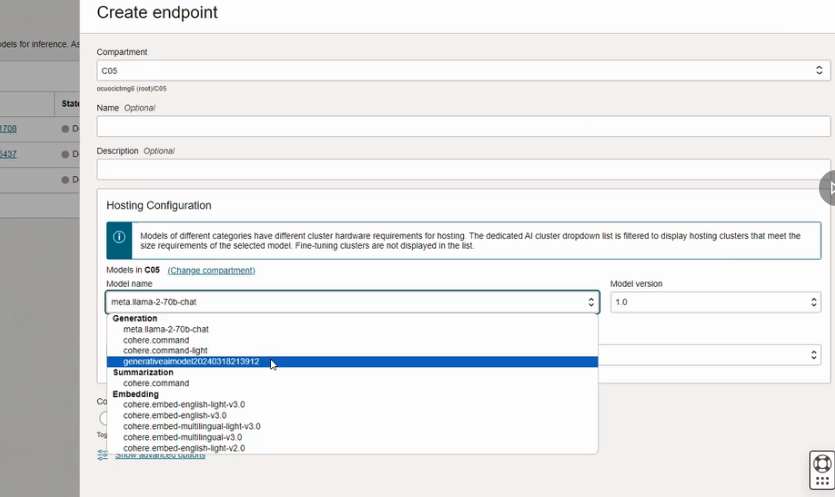 Create endpoint
odels for inference. As
Compartment
C05
ocuocictmg6 (root)/C05
Name Optional
State
1708
D
Description Optional
5437
D
D
Hosting Configuration
Models of different categories have different cluster hardware requirements for hosting. The dedicated AI cluster dropdown list is filtered to display hosting clusters that meet the
size requirements of the selected model. Fine-tuning clusters are not displayed in the list.
Models in C05 (Change compartment)
Model name
Model version
meta.llama-2-70b-chat
1.0
Generation
meta.llama-2-70b-chat
cohere.command
cohere.command-light
generativeaimodel20240318213912
Summarization
cohere.command
Embedding
cohere.embed-english-light-v3.0
cohere.embed-english-v3.0
cohere.embed-multilingual-light-v3.0
cohere.embed-multilingual-v3.0
cohere.embed-english-light-v2.0
Co
Tog
Show advanced options